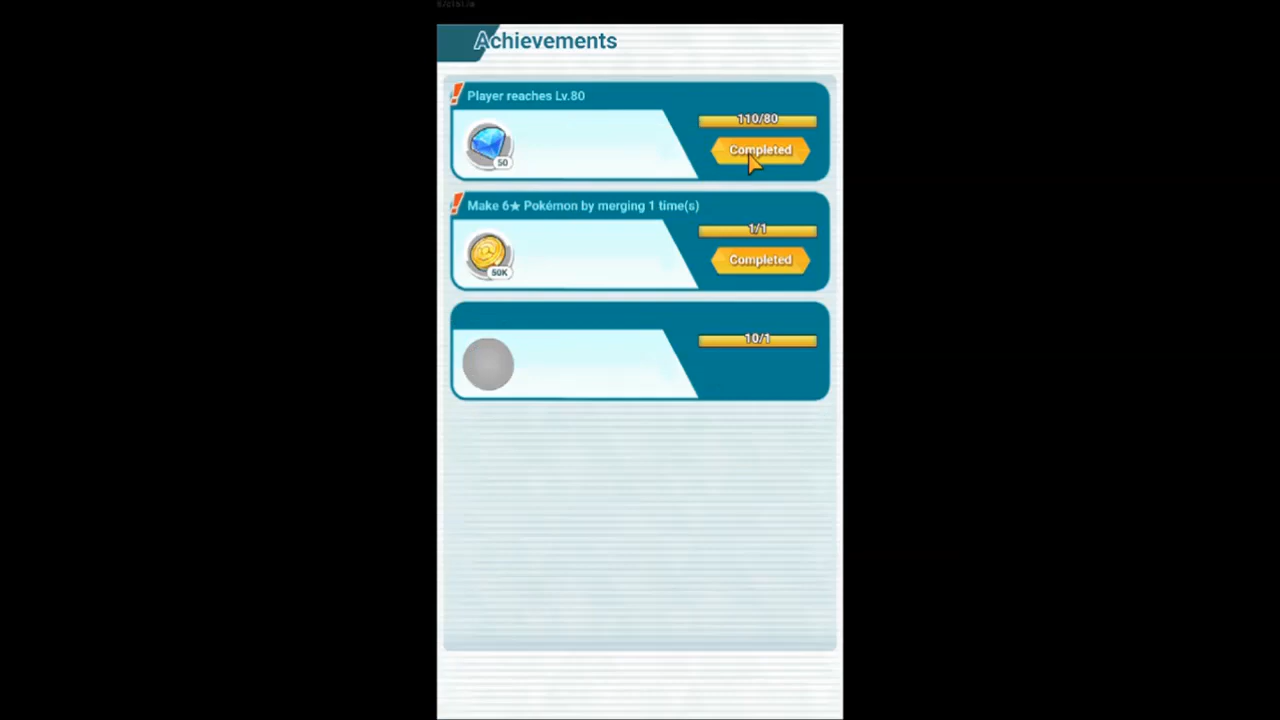 Achievements
Player reaches Lv.80
110/80
50
Completed
Make 6★ Pokémon by merging 1 time(s)
1/1
50K
Completed
10/1